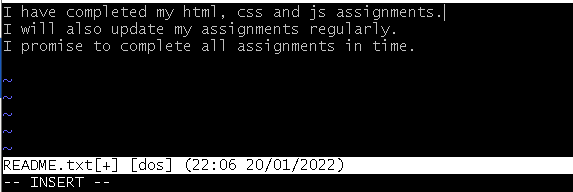 I have completed my html, css and js assignments.
I will also update my assignments regularly.
I promise to complete all assignments in time.
~
~
~
~
~
README.txt[+] [dos] (22:06 20/01/2022)
-- INSERT --